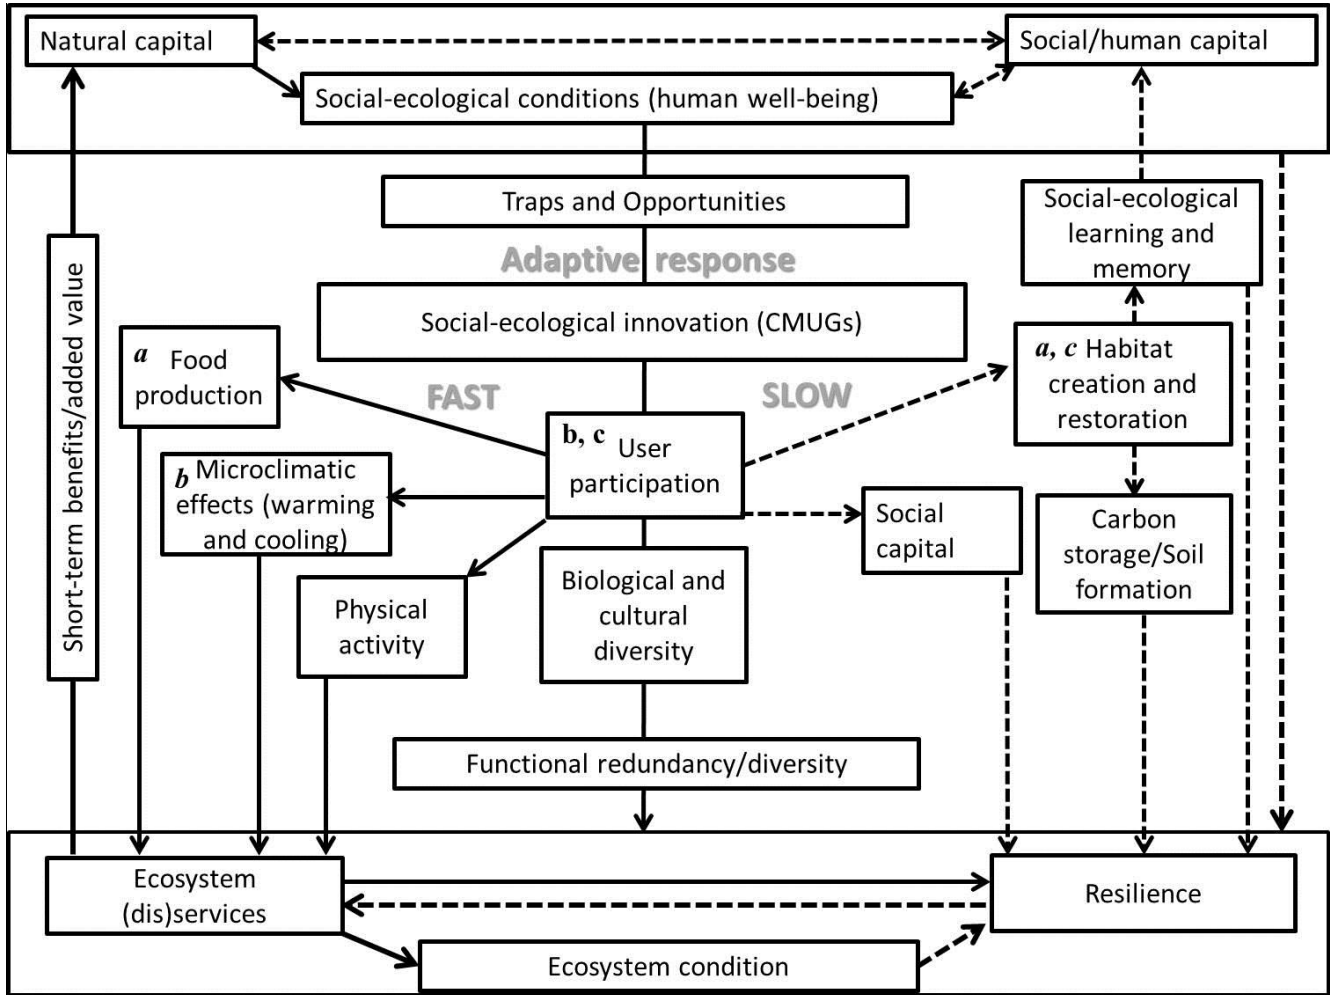 Natural capital
Social/human capital
Social-ecological conditions (human well-being)
Traps and Opportunities
Adaptive response
Social-ecological innovation (CMUGs)
Social-ecological
learning and
memory
Short-term benefits/added value
a Food
production
FAST
SLOW
a, c Habitat
creation and
restoration
b, c User
participation
b Microclimatic
effects (warming
and cooling)
Social
capital
Carbon
storage/Soil
formation
Physical
activity
Biological and
cultural
diversity
Functional redundancy/diversity
Ecosystem
(dis)services
Resilience
Ecosystem condition